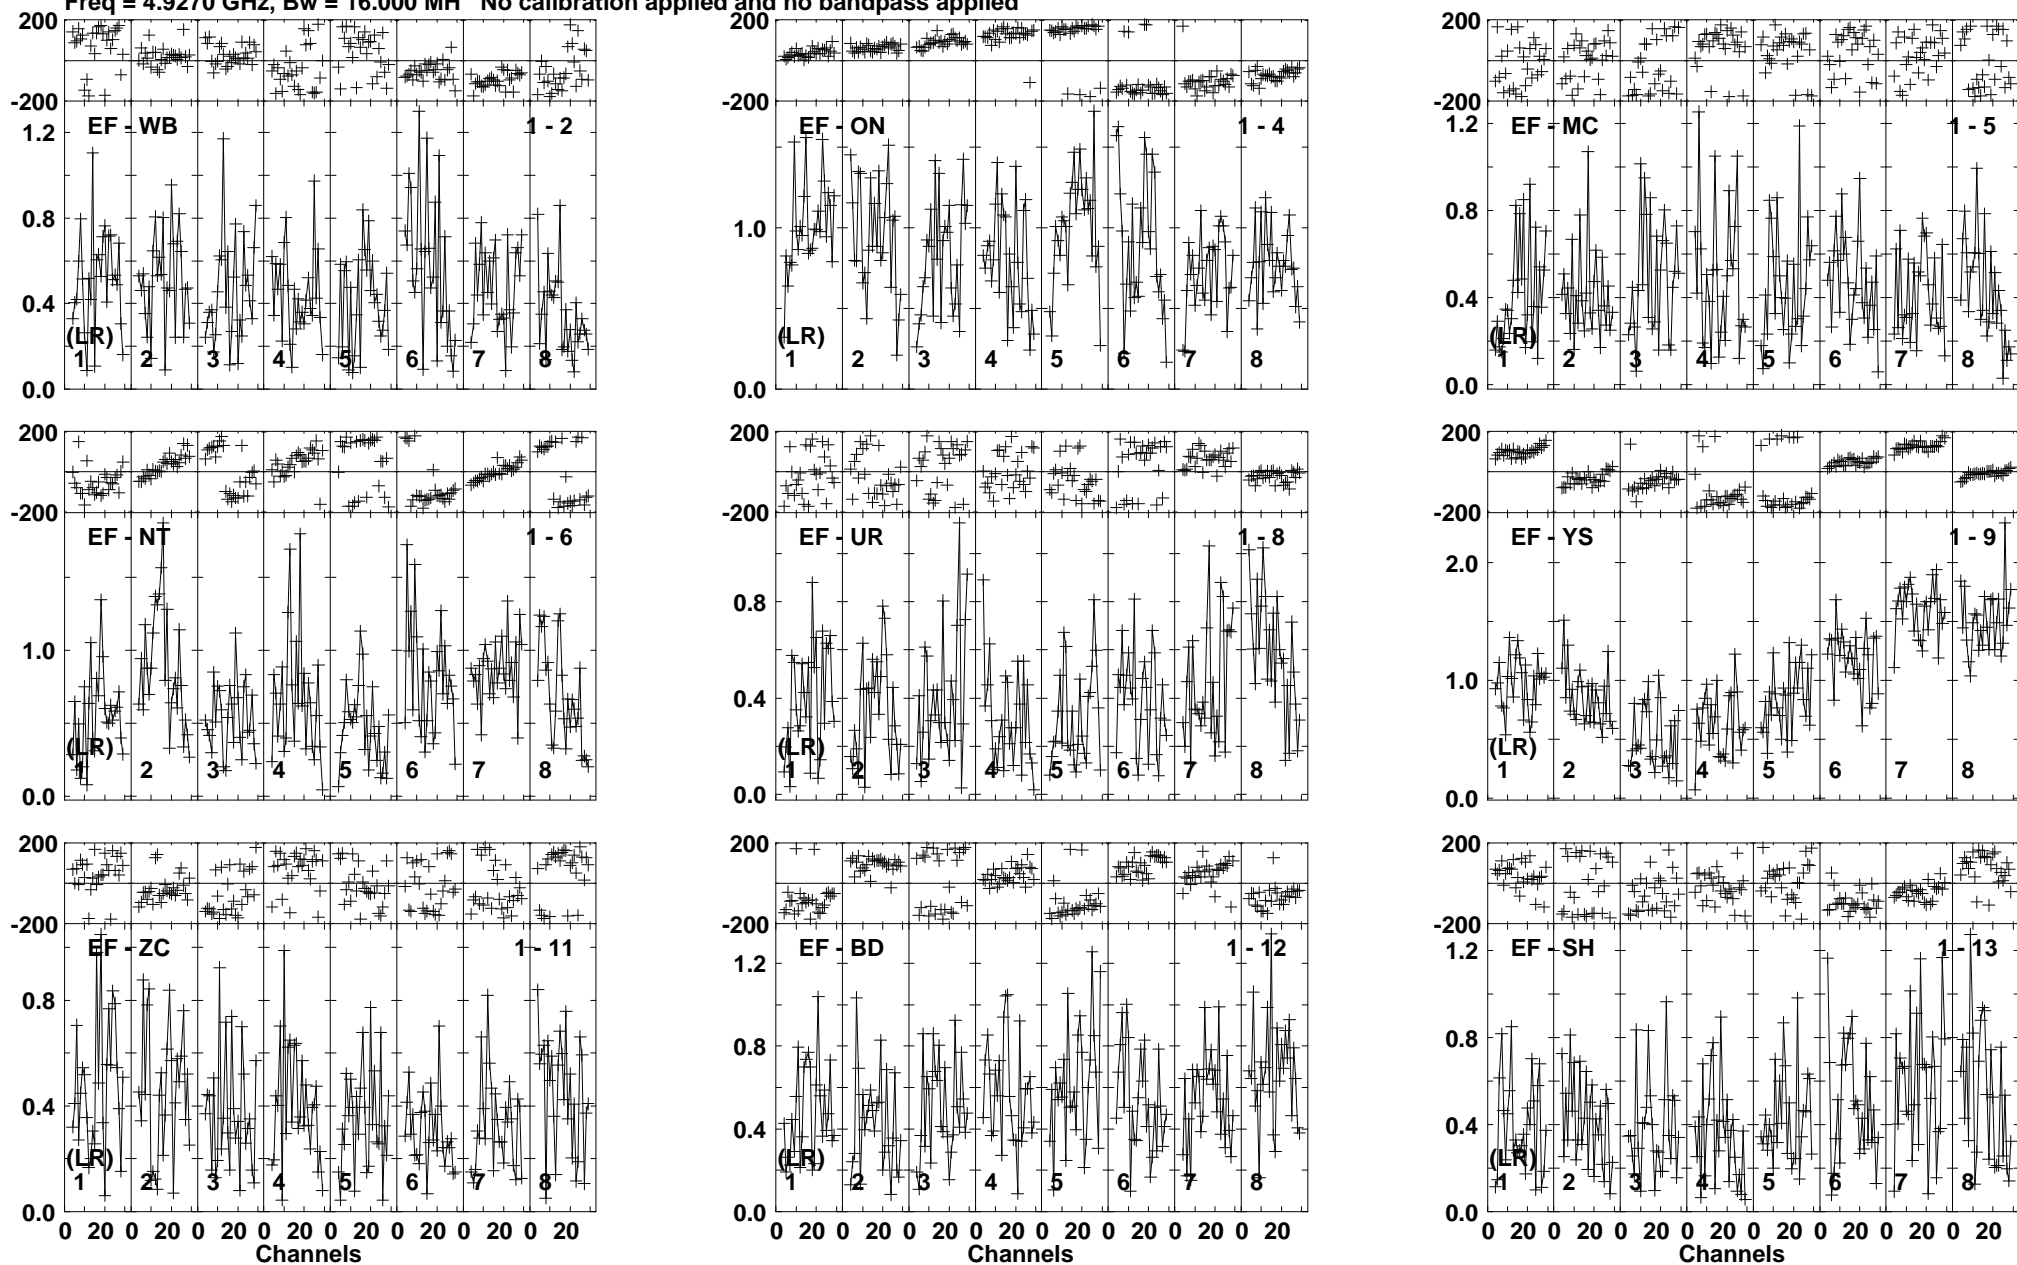 Freq = 4.9270 GHz, Bw = 16.000 MH No calibration applied and no bandpass applied
200 200 200
-200 -200 -200
EF - WB 1 - 2 EF - ON 1 - 4 EF - MC 1 - 5
1.2 1.2
0.8 1.0 0.8
0.4 0.4
(LR) (LR) (LR)
1 2 3 4 5 6 7 8 1 2 3 4 5 6 7 8 1 2 3 4 5 6 7 8
0.0 0.0 0.0
200 200 200
-200 -200 -200
EF - NT 1 - 6 EF - UR 1 - 8 EF - YS 1 - 9
2.0
0.8
1.0 0.4 1.0
(LR) (LR) (LR)
1 2 3 4 5 6 7 8 1 2 3 4 5 6 7 8 1 2 3 4 5 6 7 8
0.0 0.0 0.0
200 200 200
-200 -200 -200
EF - ZC 1 - 11 EF - BD 1 - 12 EF - SH 1 - 13
1.2 1.2
0.8 0.8 0.8
0.4 0.4 0.4
(LR) (LR) (LR)
1 2 3 4 5 6 7 8 1 2 3 4 5 6 7 8 1 2 3 4 5 6 7 8
0.0 0.0 0.0
0 20 0 20 0 20 0 20 0 20 0 20 0 20 0 20 0 20 0 20 0 20 0 20 0 20 0 20 0 20 0 20 0 20 0 20 0 20 0 20 0 20 0 20 0 20 0 20
Channels Channels Channels